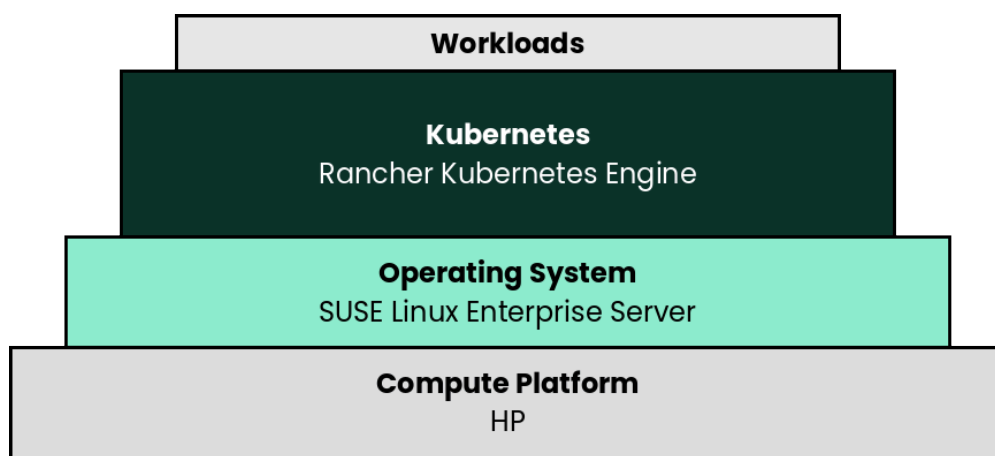 Workloads
Kubernetes
Rancher Kubernetes Engine
Operating System
SUSE Linux Enterprise Server
Compute Platform
HP